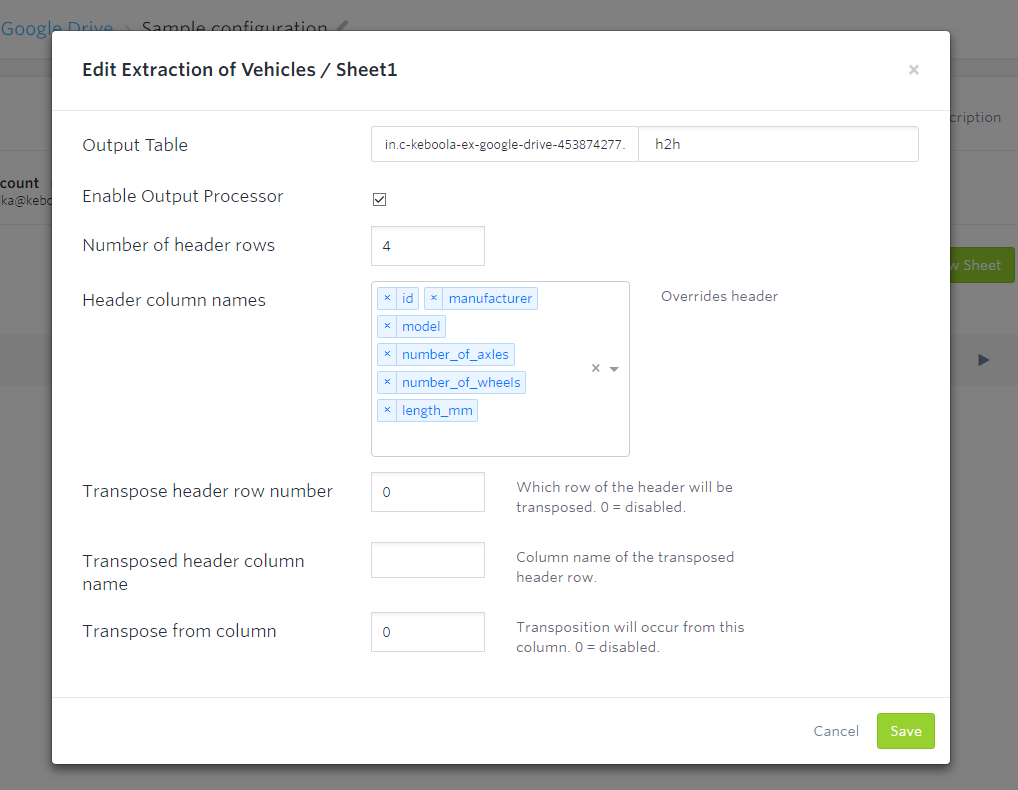 Google Drive › Sample configuration
Edit Extraction of Vehicles / Sheet1
×
cription
Output Table
in.c-keboola-ex-google-drive-453874277.
h2h
count
ka@kebo
Enable Output Processor
Number of header rows
4
w Sheet
Header column names
× id × manufacturer
× model
× number_of_axles
× number_of_wheels
× length_mm
×
Overrides header
Transpose header row number
0
Which row of the header will be
transposed. 0 = disabled.
Transposed header column
name
Column name of the transposed
header row.
Transpose from column
0
Transposition will occur from this
column. 0 = disabled.
Cancel
Save